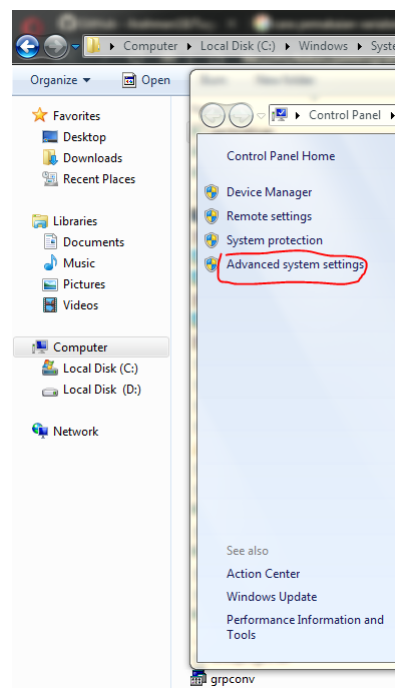 Computer ▸ Local Disk (C:) ▸ Windows ▸ Syste
Organize ▾ Open
Control Panel ▸
Favorites
Desktop
Downloads
Recent Places
Libraries
Documents
Music
Pictures
Videos
Computer
Local Disk (C:)
Local Disk (D:)
Network
Control Panel Home
Device Manager
Remote settings
System protection
Advanced system settings
See also
Action Center
Windows Update
Performance Information and
Tools
grpconv